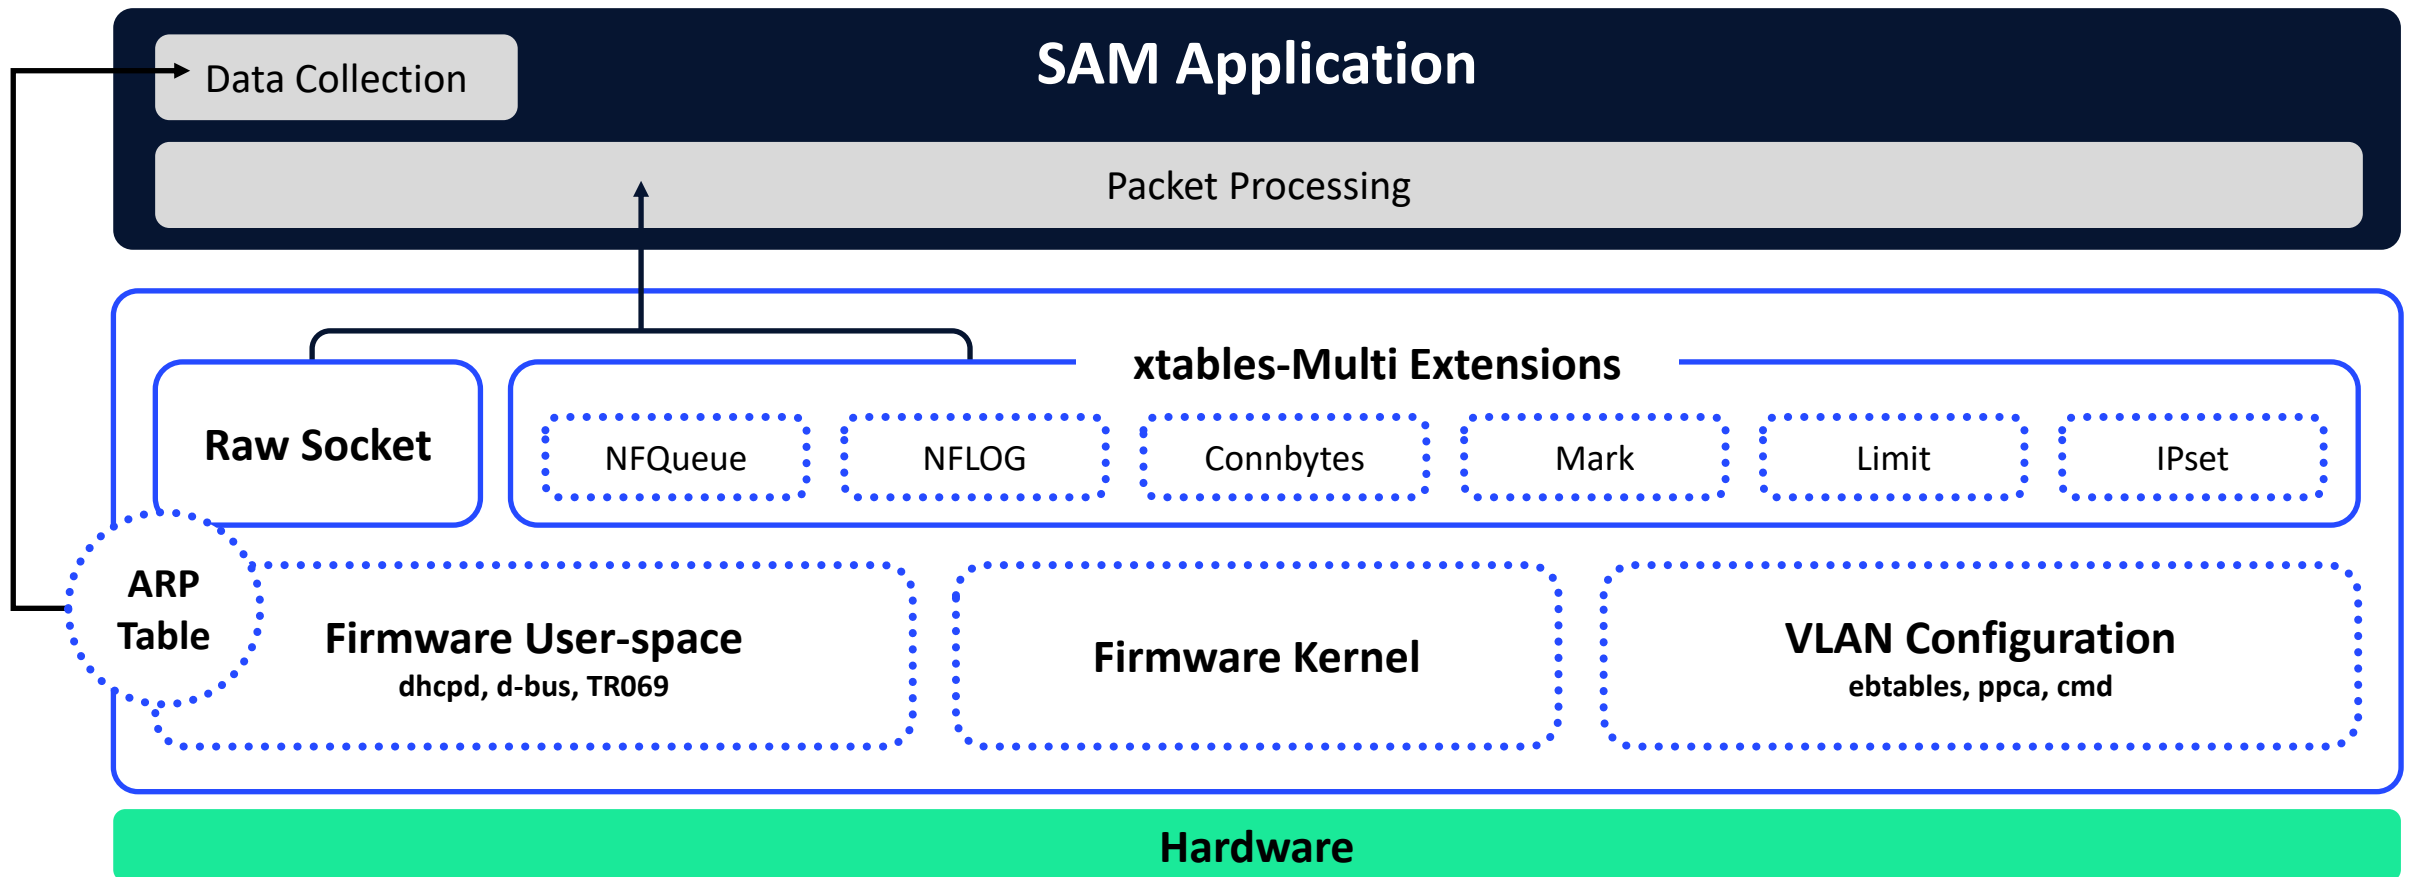 SAM Application
Data Collection
Packet Processing
xtables-Multi Extensions
Raw Socket
NFQueue
NFLOG
Connbytes
Mark
Limit
IPset
ARP
Table
Firmware User-space
dhcpd, d-bus, TR069
Firmware Kernel
VLAN Configuration
ebtables, ppca, cmd
Hardware